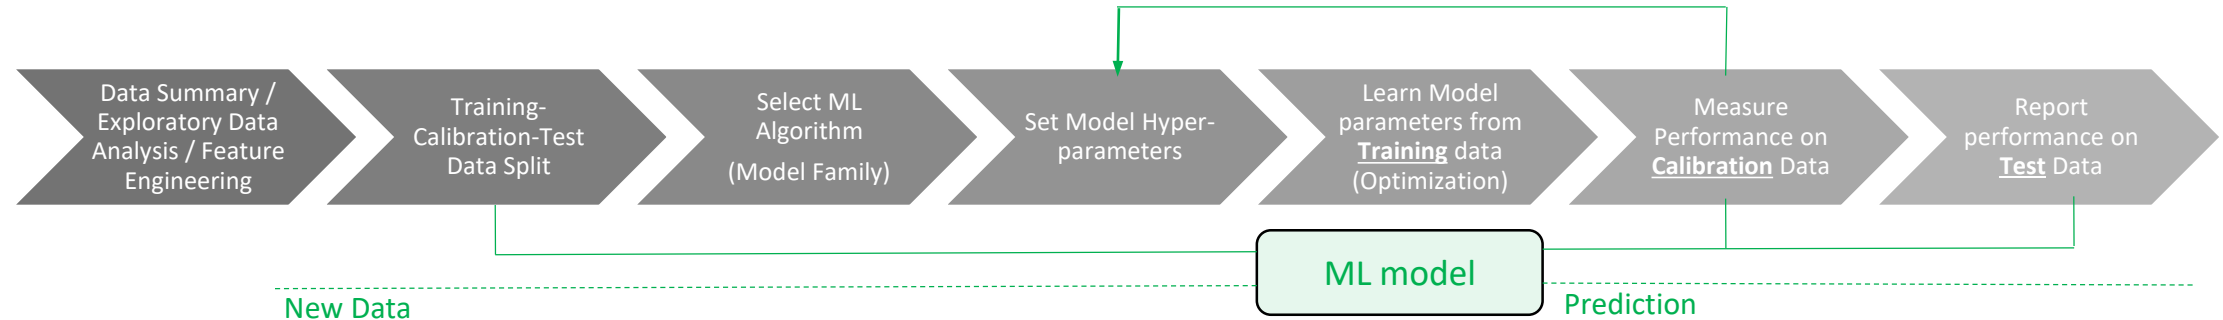 Data Summary /
Exploratory Data
Analysis / Feature
Engineering
Training-
Calibration-Test
Data Split
Select ML
Algorithm
(Model Family)
Set Model Hyper-
parameters
Learn Model
parameters from
Training data
(Optimization)
Measure
Performance on
Calibration Data
Report
performance on
Test Data
ML model
New Data
Prediction